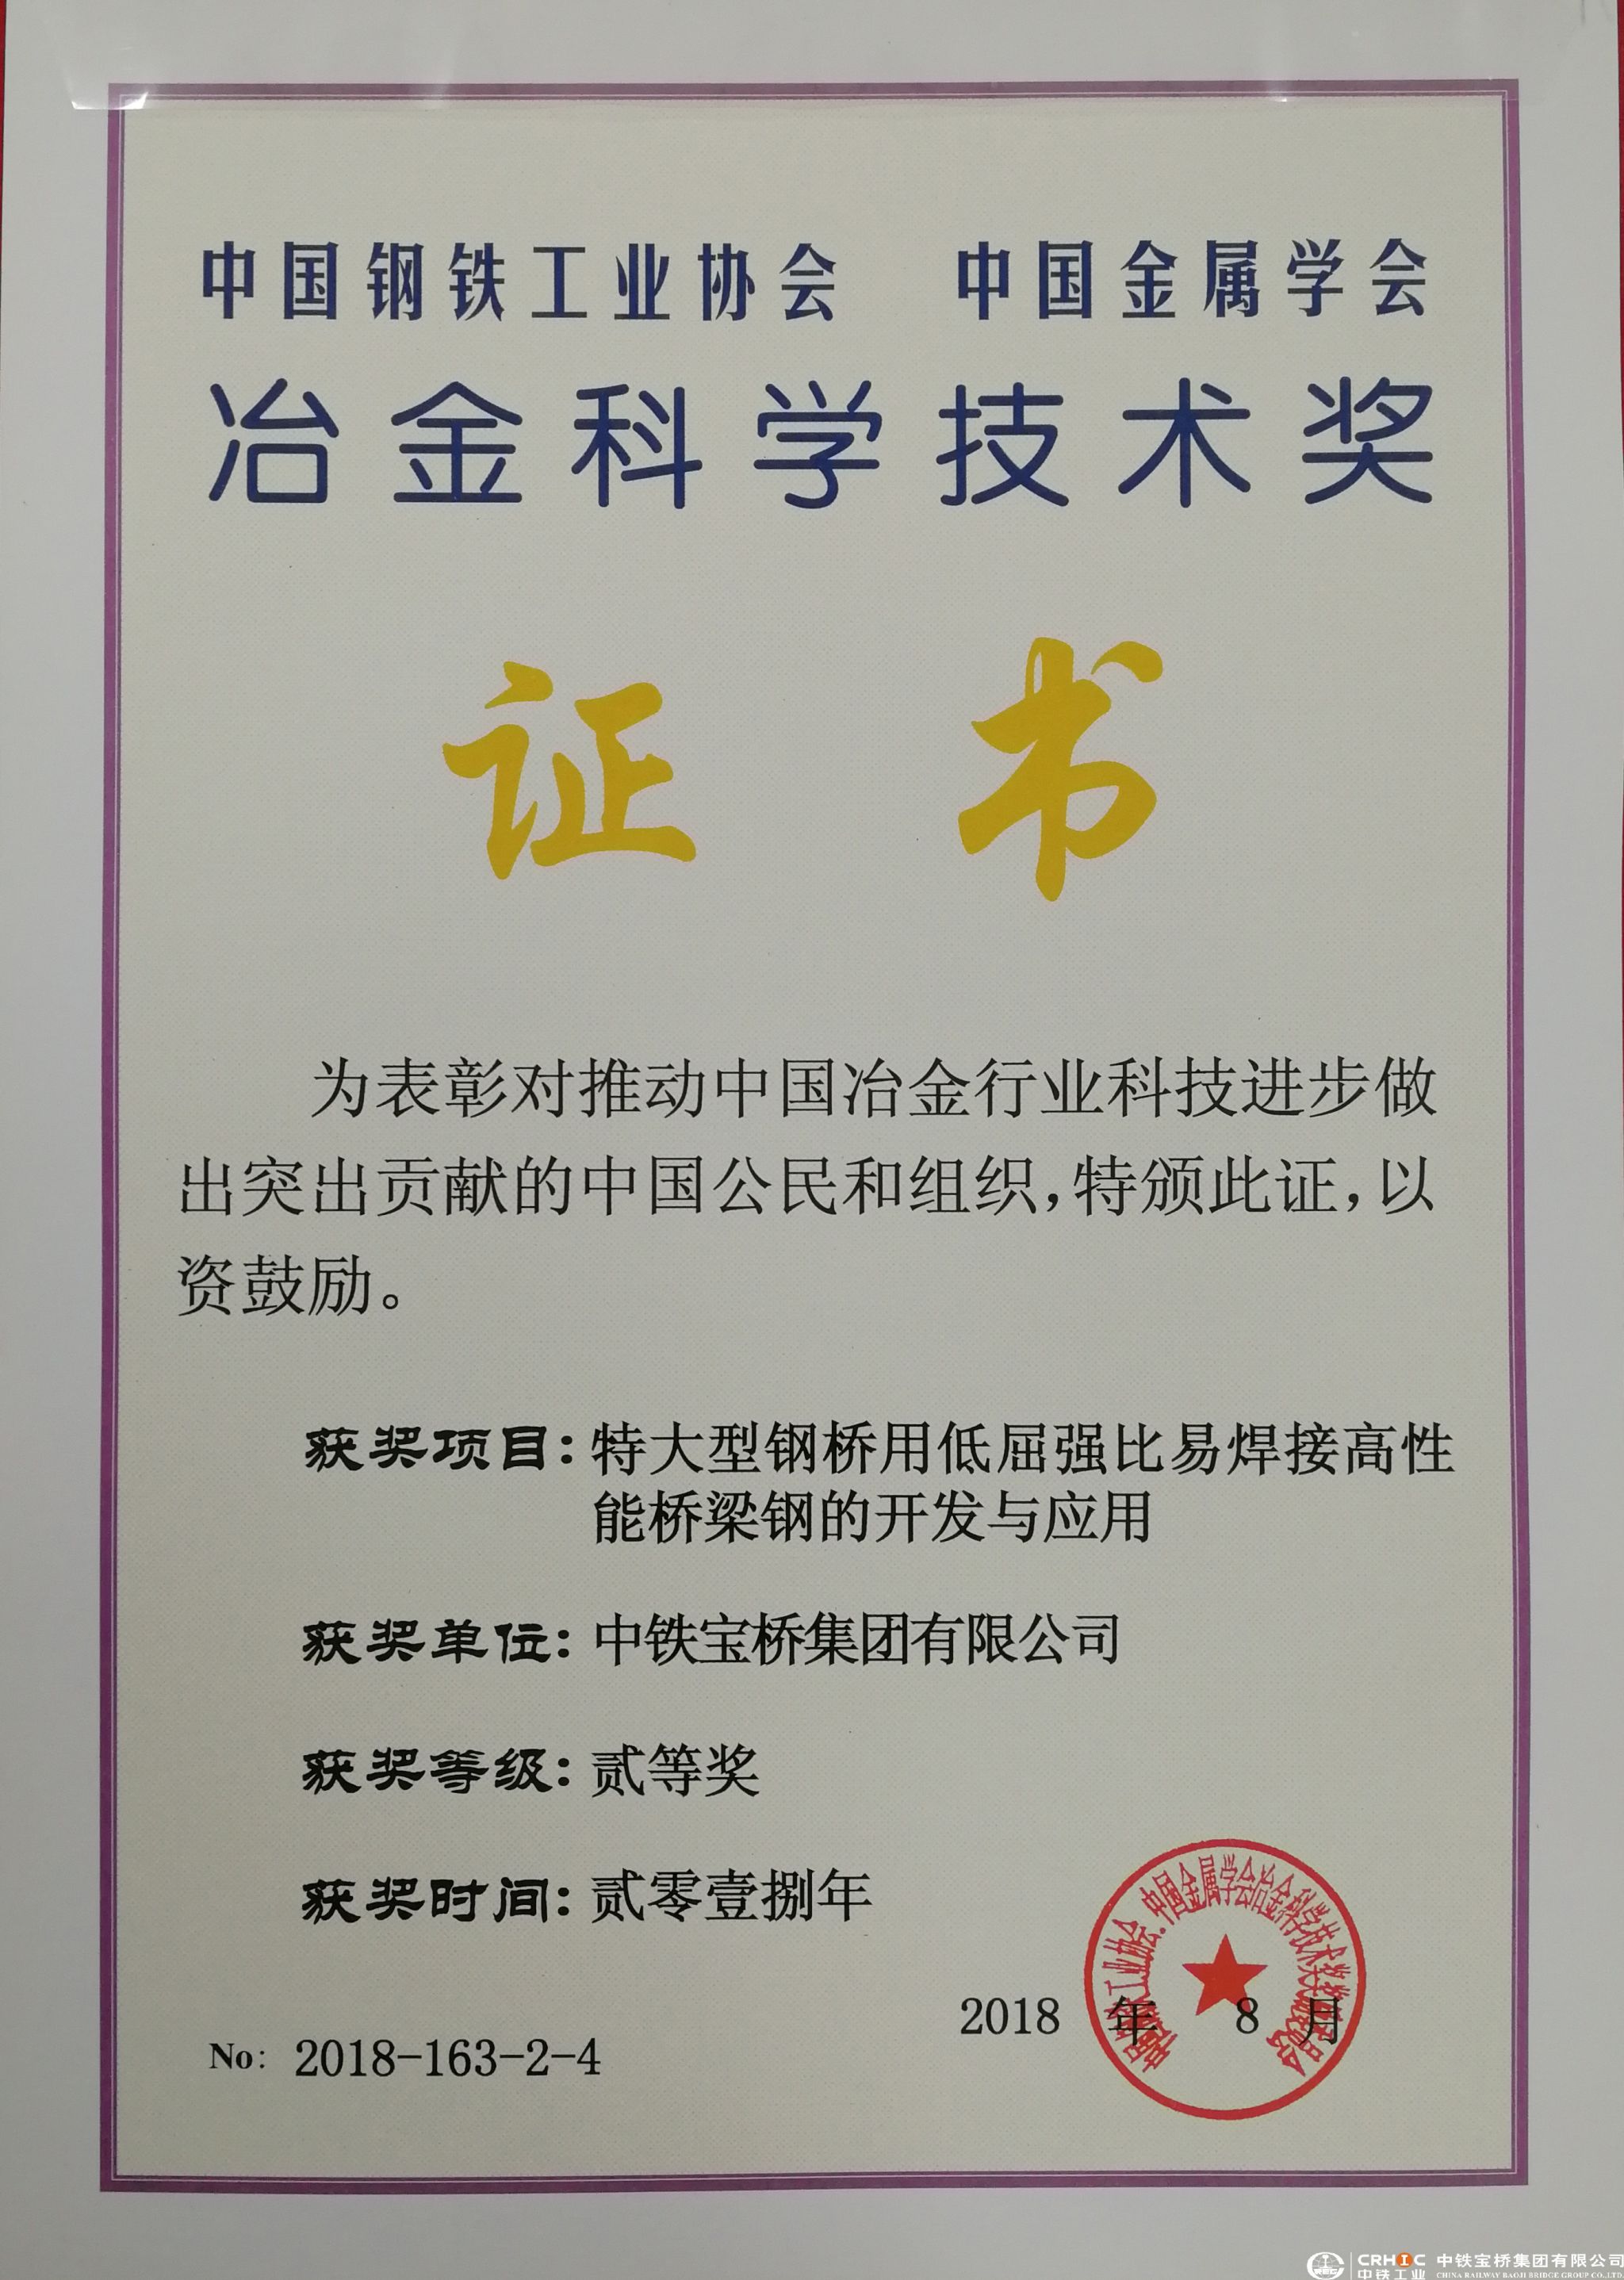 中国钢铁工业协会 中国金属学会
冶金科学技术奖
证书
为表彰对推动中国冶金行业科技进步做
出突出贡献的中国公民和组织，特颁此证，以
资鼓励。
获奖项目：特大型钢桥用低屈强比易焊接高性
能桥梁钢的开发与应用
获奖单位：中铁宝桥集团有限公司
获奖等级：贰等奖
获奖时间：贰零壹捌年
2018 年 8 月
No: 2018-163-2-4
CRHIC 中铁宝桥集团有限公司
中铁工业 CHINA RAILWAY BAOJI BRIDGE GROUP CO.,LTD